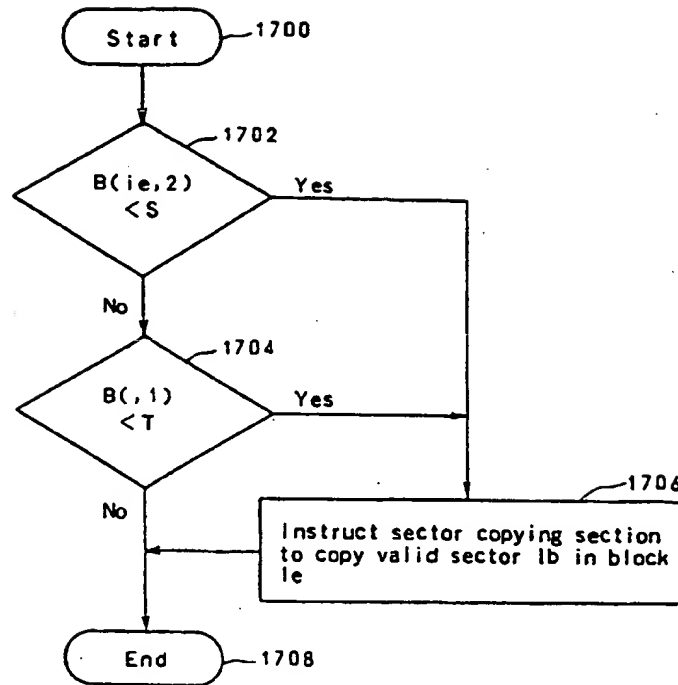 Start
1700
1702
B(ie,2)
<S
Yes
No
1704
B(,1)
<T
Yes
No
1706
Instruct sector copying section
to copy valid sector Ib in block
Ie
End
1708